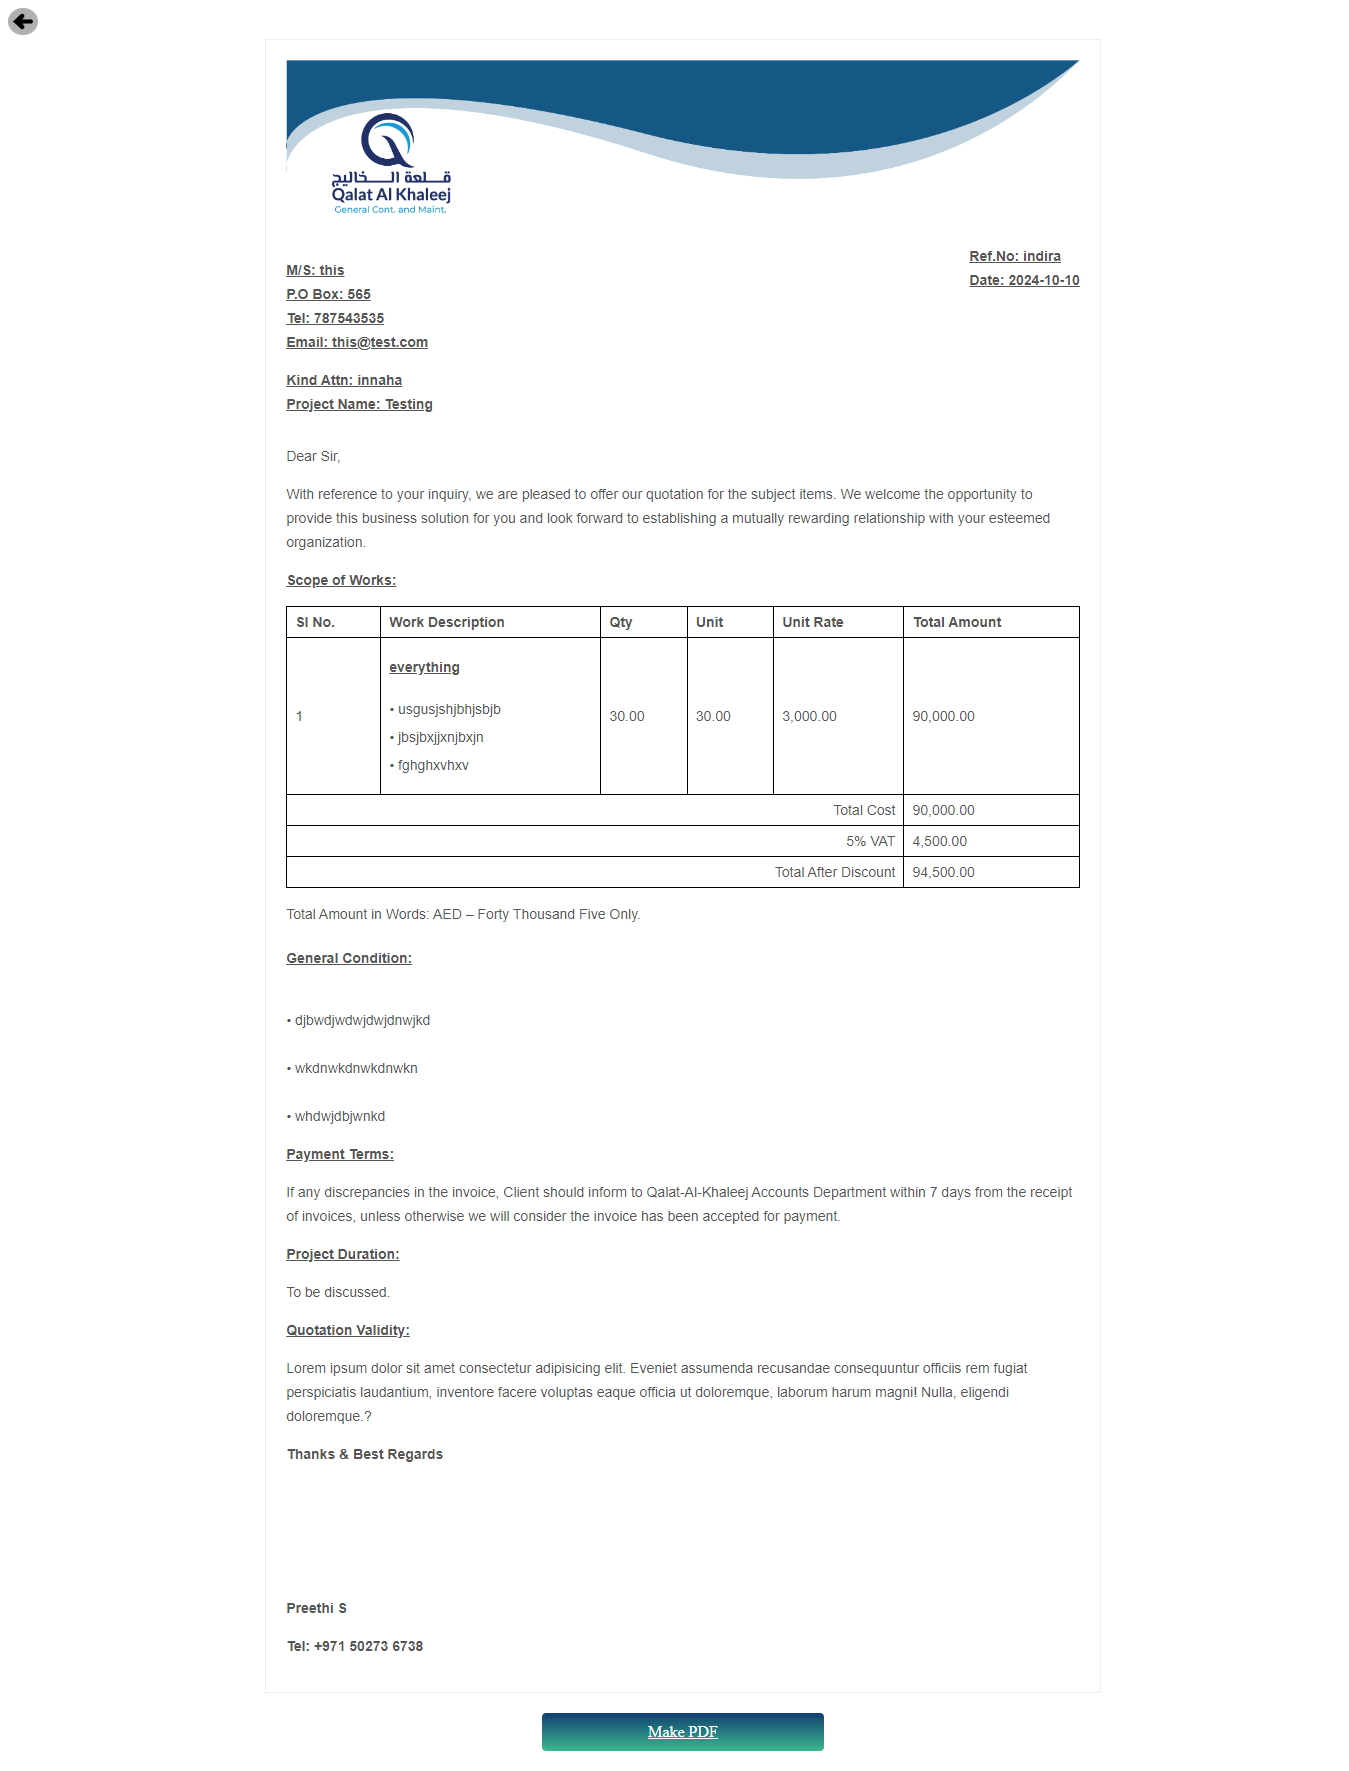 قـلـعة الـــخاليج
Qalat Al Khaleej
General Cont. and Maint.
Ref.No: indira
Date: 2024-10-10
M/S: this
P.O Box: 565
Tel: 787543535
Email: this@test.com
Kind Attn: innaha
Project Name: Testing
Dear Sir,
With reference to your inquiry, we are pleased to offer our quotation for the subject items. We welcome the opportunity to
provide this business solution for you and look forward to establishing a mutually rewarding relationship with your esteemed
organization.
Scope of Works:
Sl No. Work Description Qty Unit Unit Rate Total Amount
everything
• usgusjshjbhjsbjb
1 30.00 30.00 3,000.00 90,000.00
• jbsjbxjjxnjbxjn
• fghghxvhxv
Total Cost 90,000.00
5% VAT 4,500.00
Total After Discount 94,500.00
Total Amount in Words: AED – Forty Thousand Five Only.
General Condition:
• djbwdjwdwjdwjdnwjkd
• wkdnwkdnwkdnwkn
• whdwjdbjwnkd
Payment Terms:
If any discrepancies in the invoice, Client should inform to Qalat-Al-Khaleej Accounts Department within 7 days from the receipt
of invoices, unless otherwise we will consider the invoice has been accepted for payment.
Project Duration:
To be discussed.
Quotation Validity:
Lorem ipsum dolor sit amet consectetur adipisicing elit. Eveniet assumenda recusandae consequuntur officiis rem fugiat
perspiciatis laudantium, inventore facere voluptas eaque officia ut doloremque, laborum harum magni! Nulla, eligendi
doloremque.?
Thanks & Best Regards
Preethi S
Tel: +971 50273 6738
Make PDF